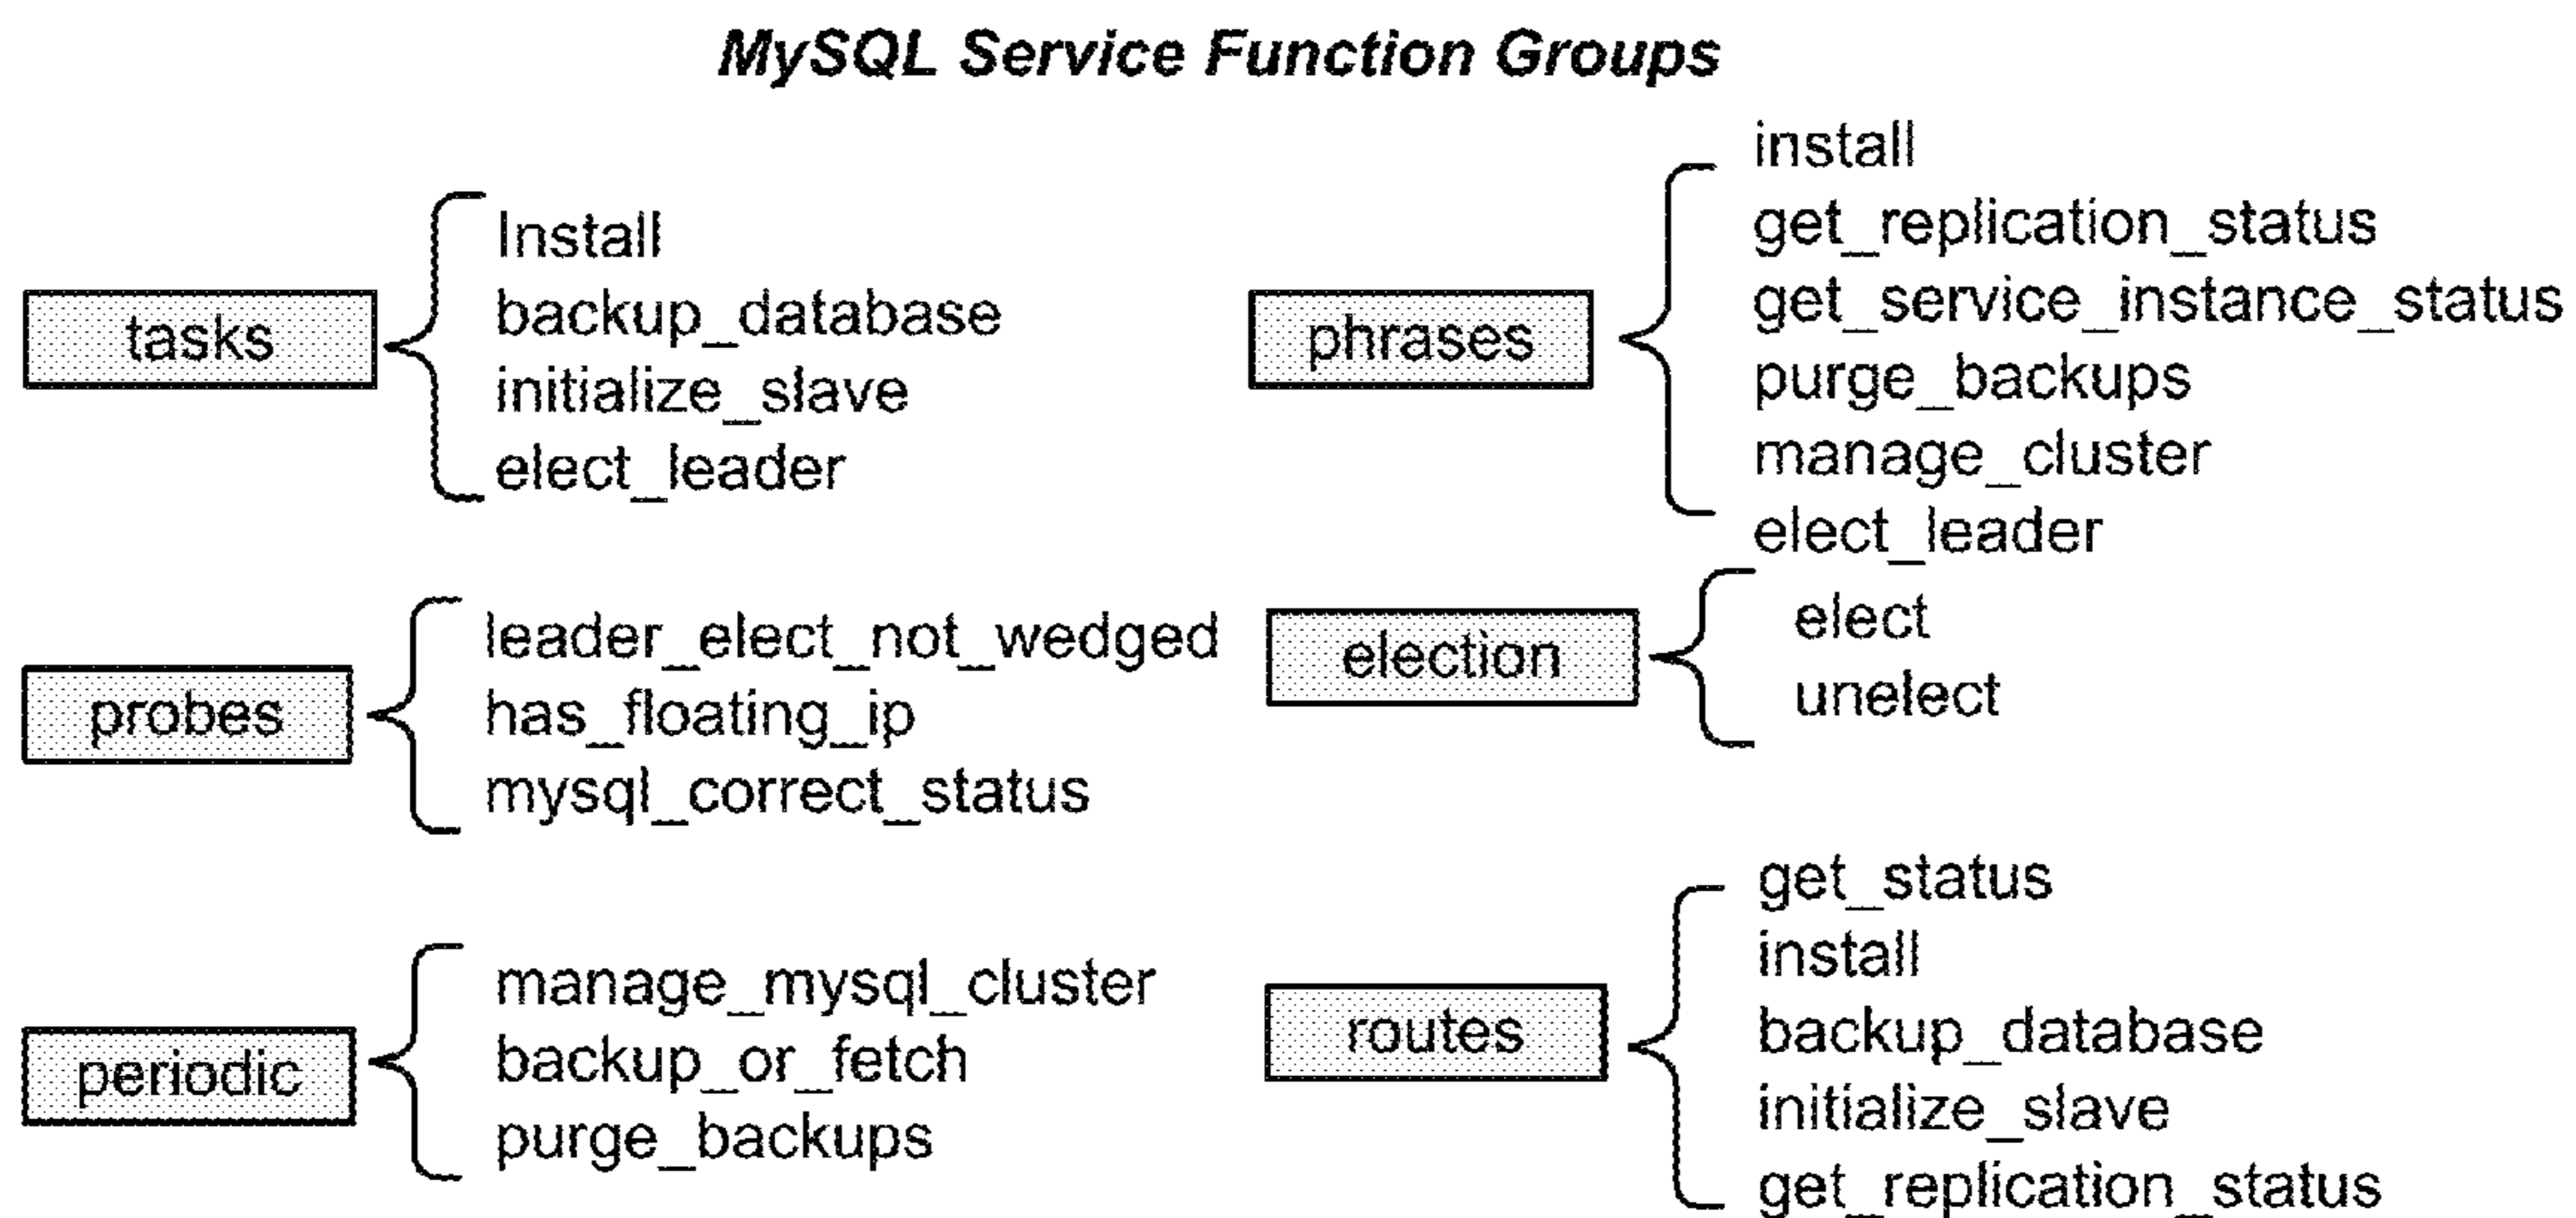 MySQL Service Function Groups
tasks
Install
backup_database
initialize_slave
elect_leader
phrases
install
get_replication_status
get_service_instance_status
purge_backups
manage_cluster
elect_leader
probes
leader_elect_not_wedged
has_floating_ip
mysql_correct_status
election
elect
unelect
periodic
manage_mysql_cluster
backup_or_fetch
purge_backups
routes
get_status
install
backup_database
initialize_slave
get_replication_status